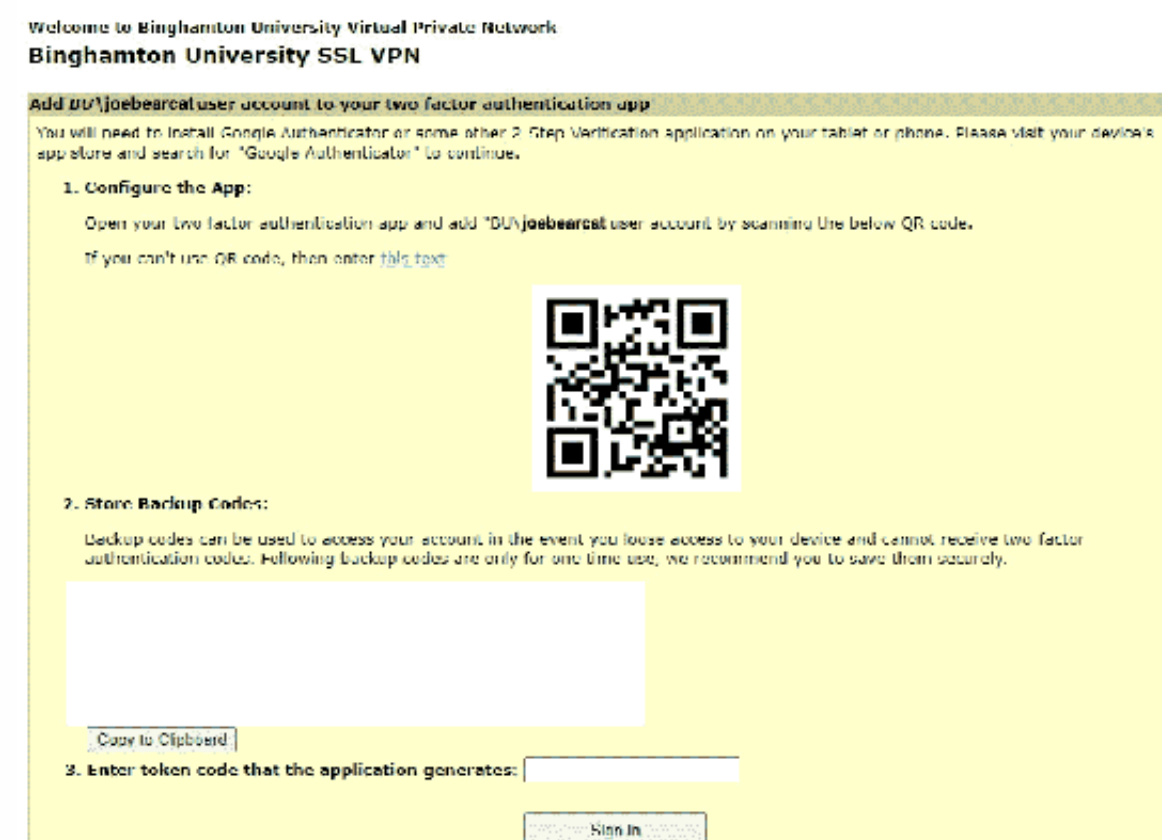 Welcome to Binghamton University Virtual Private Network
Binghamton University SSL VPN
Add BU\joebearcat user account to your two factor authentication app
You will need to install Google Authenticator or some other 2 Step Verification application on your tablet or phone. Please visit your device's
app store and search for "Google Authenticator" to continue.
1. Configure the App:
Open your two factor authentication app and add "BU\joebearcat user account by scanning the below QR code.
If you can't use QR code, then enter this text
2. Store Backup Codes:
Backup codes can be used to access your account in the event you loose access to your device and cannot receive two factor
authentication codes. Following backup codes are only for one time use, we recommend you to save them securely.
Copy to Clipboard
3. Enter token code that the application generates:
Sign In